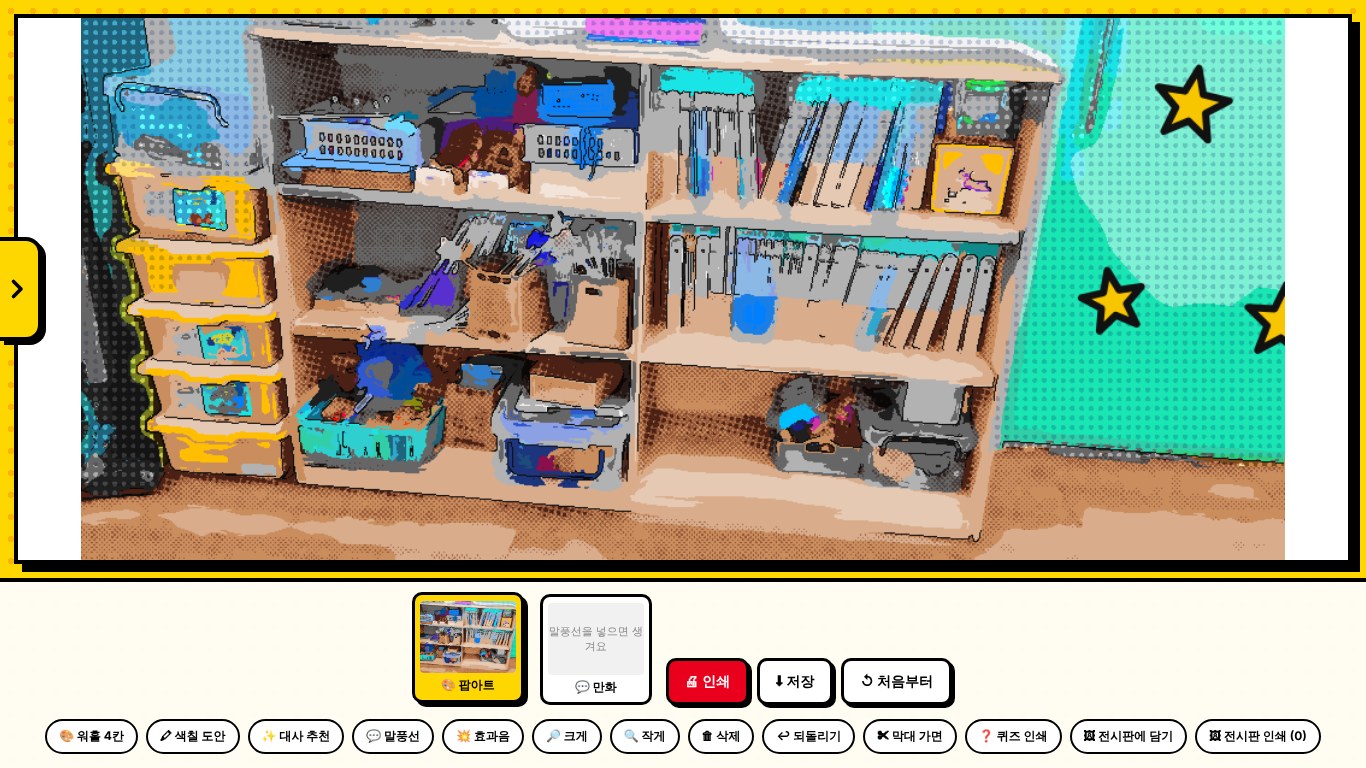 말풍선을 넣으면 생
겨요
🎨 팝아트
💬 만화
🖨 인쇄
⬇ 저장
↺ 처음부터
🎨 워홀 4칸
🖍 색칠 도안
✨ 대사 추천
💬 말풍선
💥 효과음
🔎 크게
🔍 작게
🗑 삭제
↩ 되돌리기
✂ 막대 가면
❓ 퀴즈 인쇄
🖼 전시판에 담기
🖼 전시판 인쇄 (0)